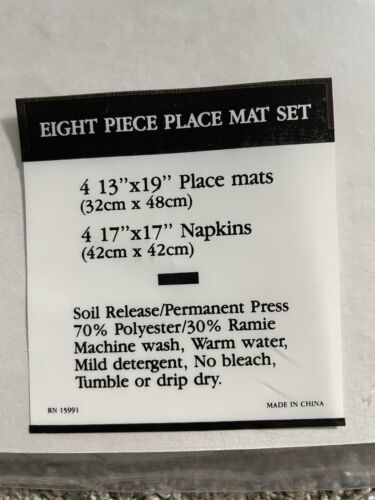 EIGHT PIECE PLACE MAT SET
4 13”x19” Place mats
(32cm x 48cm)
4 17”x17” Napkins
(42cm x 42cm)
Soil Release/Permanent Press
70% Polyester/30% Ramie
Machine wash, Warm water,
Mild detergent, No bleach,
Tumble or drip dry.
RN 15991
MADE IN CHINA